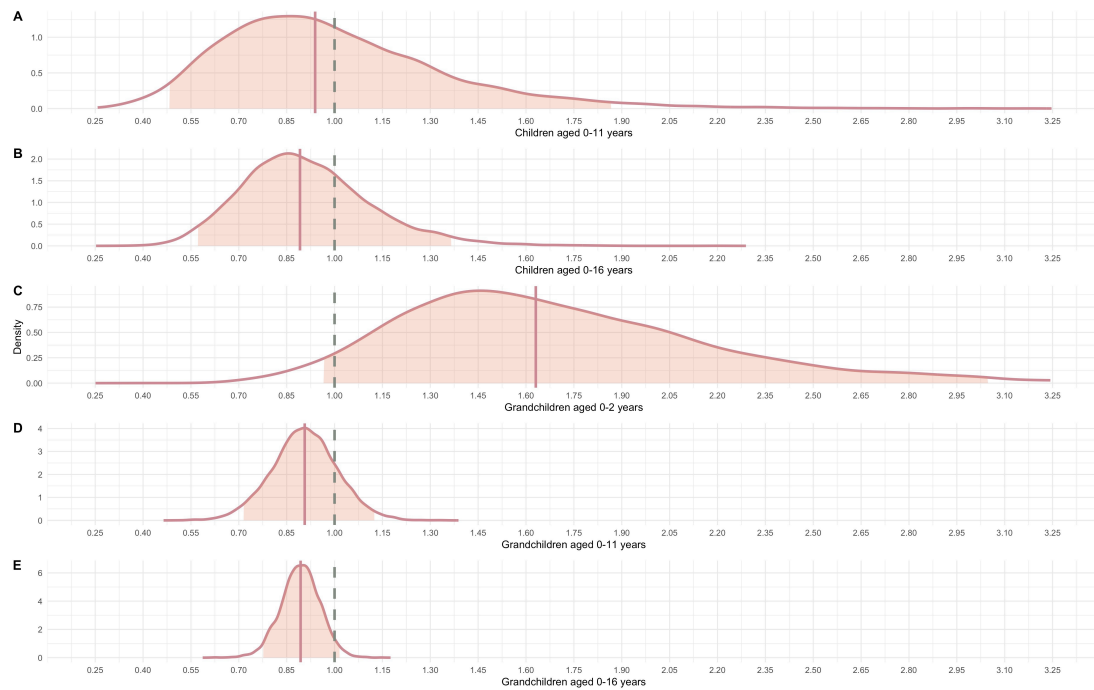 A
1.0
0.5
0.0
0.25 0.40 0.55 0.70 0.85 1.00 1.15 1.30 1.45 1.60 1.75 1.90 2.05 2.20 2.35 2.50 2.65 2.80 2.95 3.10 3.25
Children aged 0-11 years
B
2.0
1.5
1.0
0.5
0.0
0.25 0.40 0.55 0.70 0.85 1.00 1.15 1.30 1.45 1.60 1.75 1.90 2.05 2.20 2.35 2.50 2.65 2.80 2.95 3.10 3.25
Children aged 0-16 years
C
Density
0.75
0.50
0.25
0.00
0.25 0.40 0.55 0.70 0.85 1.00 1.15 1.30 1.45 1.60 1.75 1.90 2.05 2.20 2.35 2.50 2.65 2.80 2.95 3.10 3.25
Grandchildren aged 0-2 years
D
4
3
2
1
0
0.25 0.40 0.55 0.70 0.85 1.00 1.15 1.30 1.45 1.60 1.75 1.90 2.05 2.20 2.35 2.50 2.65 2.80 2.95 3.10 3.25
Grandchildren aged 0-11 years
E
6
4
2
0
0.25 0.40 0.55 0.70 0.85 1.00 1.15 1.30 1.45 1.60 1.75 1.90 2.05 2.20 2.35 2.50 2.65 2.80 2.95 3.10 3.25
Grandchildren aged 0-16 years